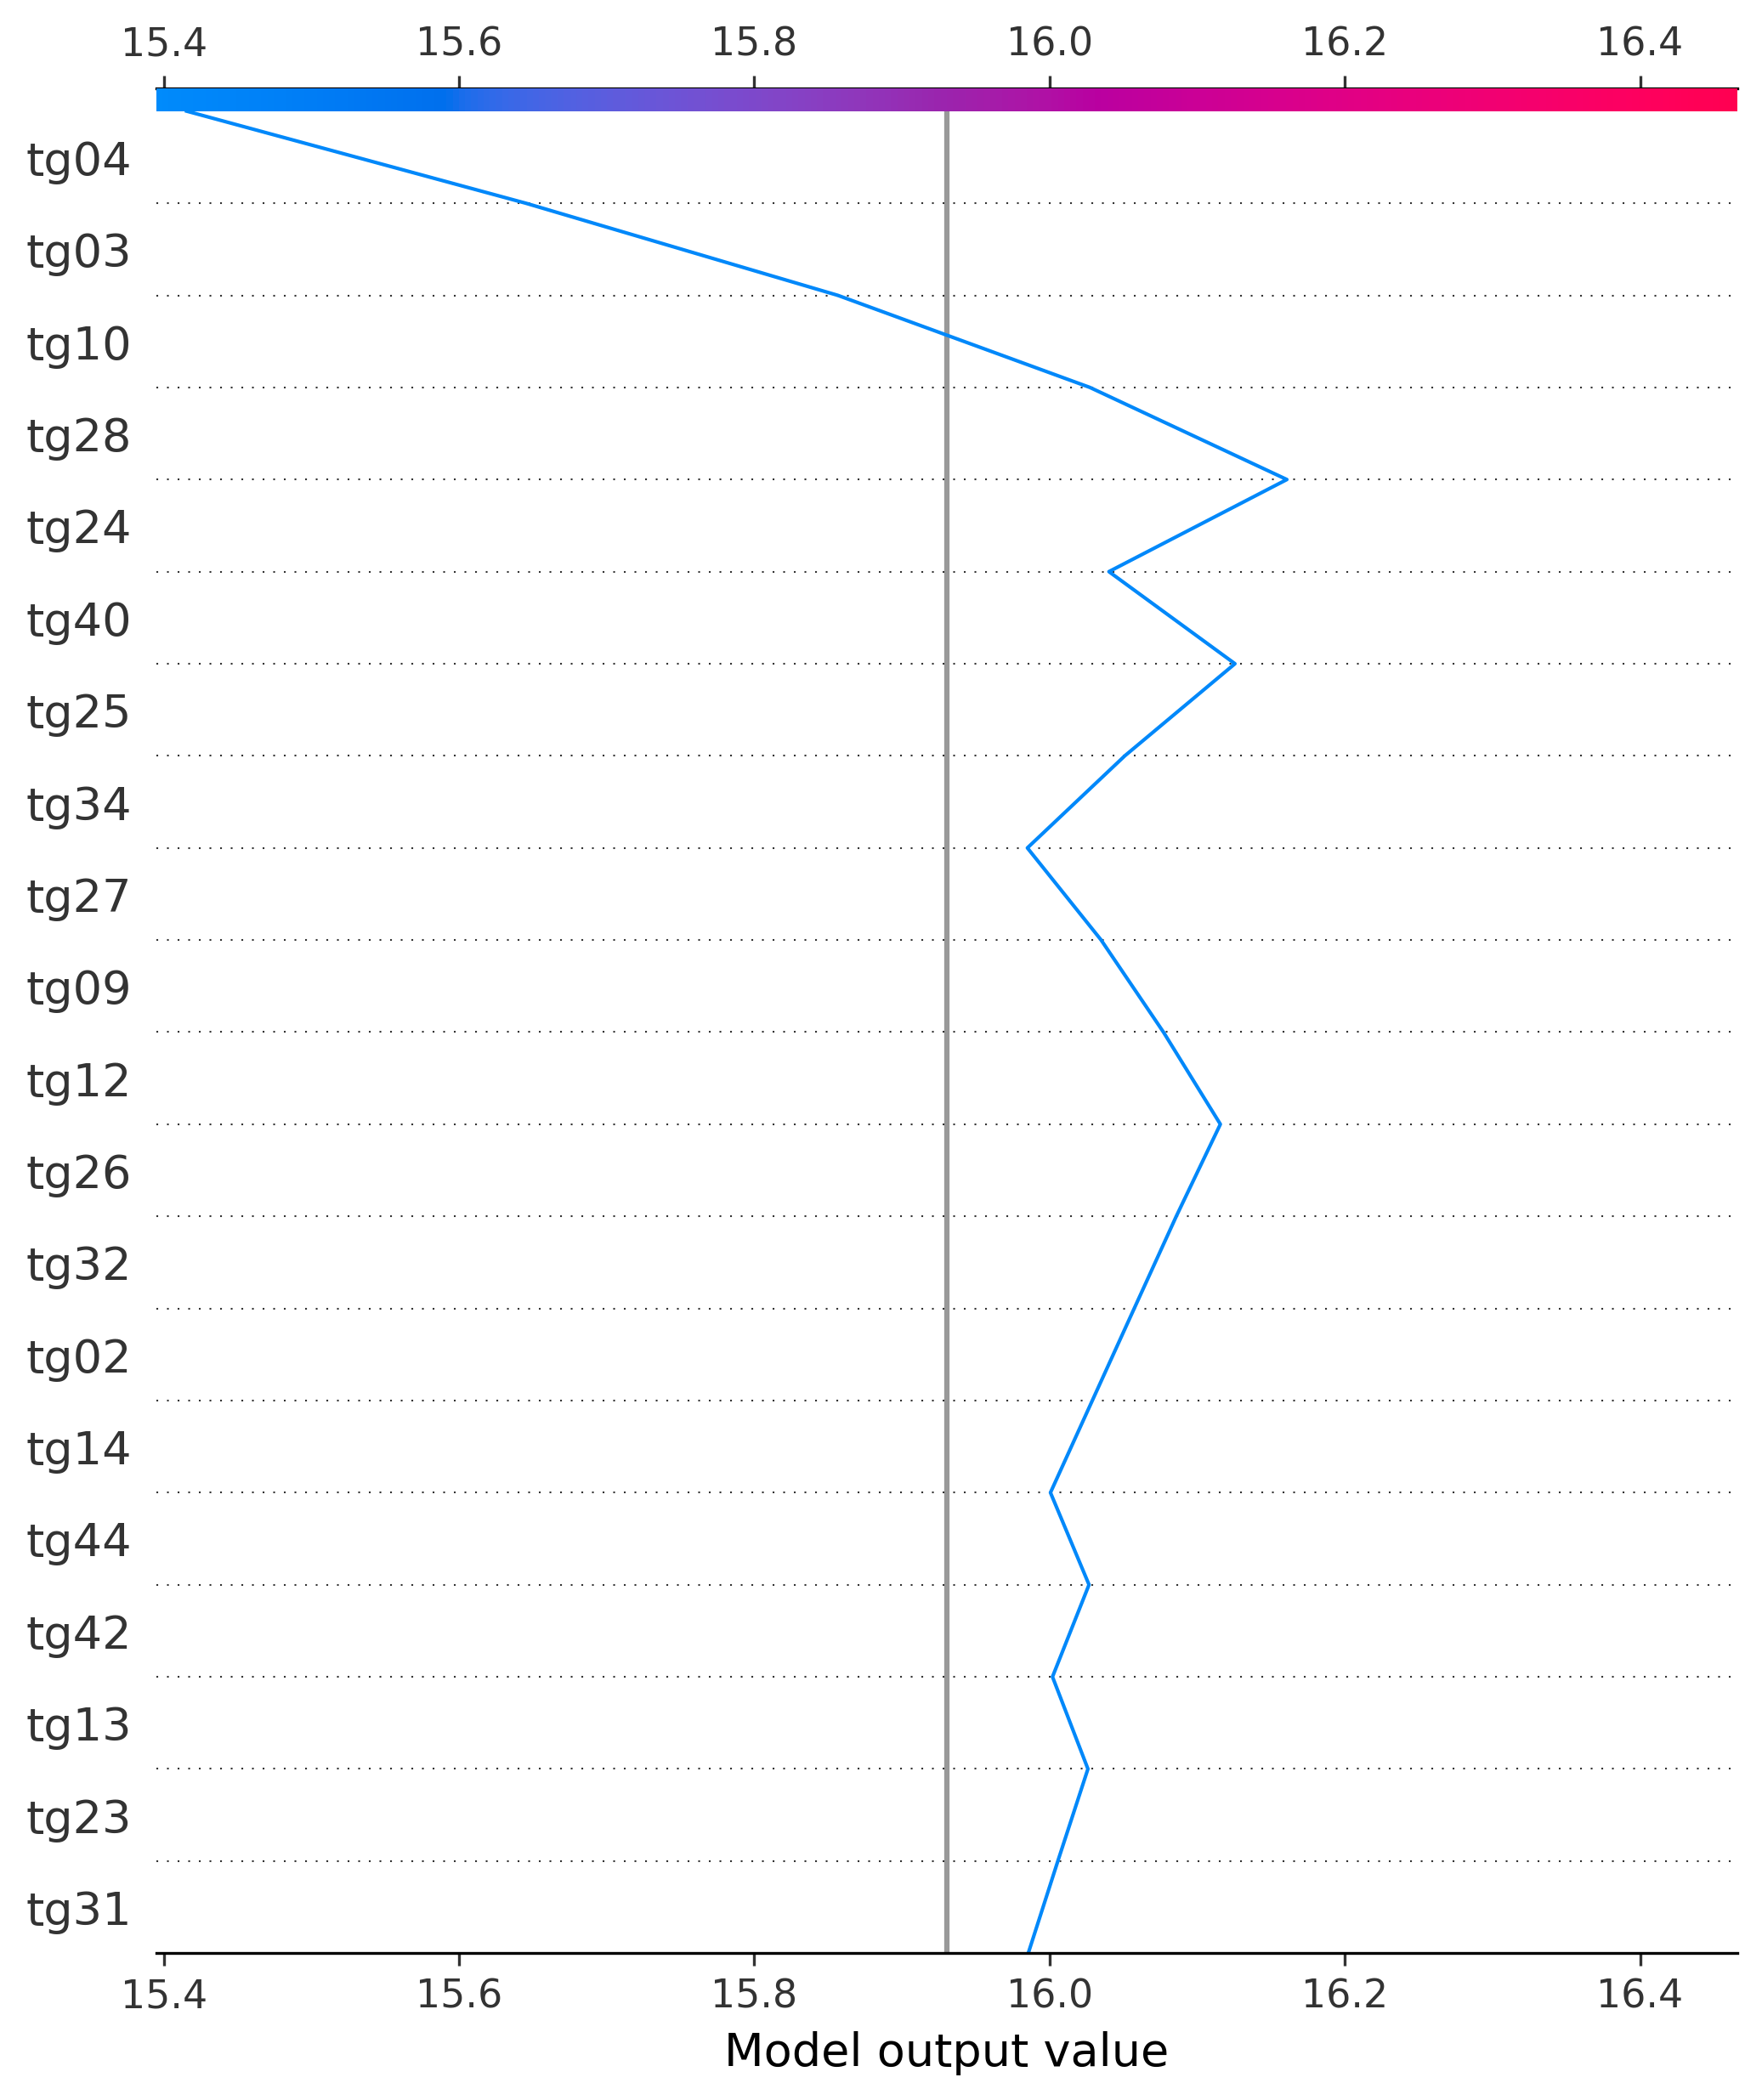 15.4 15.6 15.8 16.0 16.2 16.4
tg04
tg03
tg10
tg28
tg24
tg40
tg25
tg34
tg27
tg09
tg12
tg26
tg32
tg02
tg14
tg44
tg42
tg13
tg23
tg31
15.4 15.6 15.8 16.0 16.2 16.4
Model output value